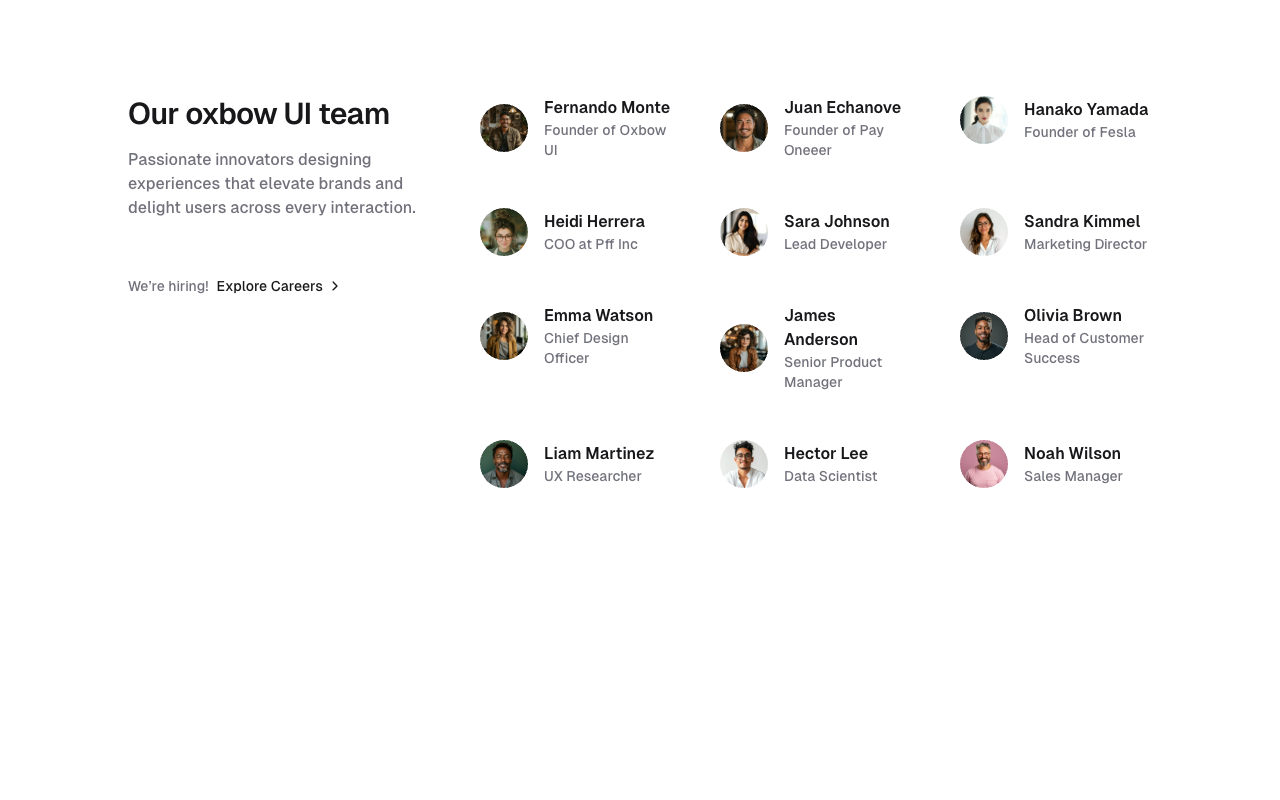 Our oxbow UI team
Passionate innovators designing
experiences that elevate brands and
delight users across every interaction.
We're hiring! Explore Careers
Fernando Monte
Founder of Oxbow
UI
Juan Echanove
Founder of Pay
Oneeer
Hanako Yamada
Founder of Fesla
Heidi Herrera
COO at Pff Inc
Sara Johnson
Lead Developer
Sandra Kimmel
Marketing Director
Emma Watson
Chief Design
Officer
James
Anderson
Senior Product
Manager
Olivia Brown
Head of Customer
Success
Liam Martinez
UX Researcher
Hector Lee
Data Scientist
Noah Wilson
Sales Manager